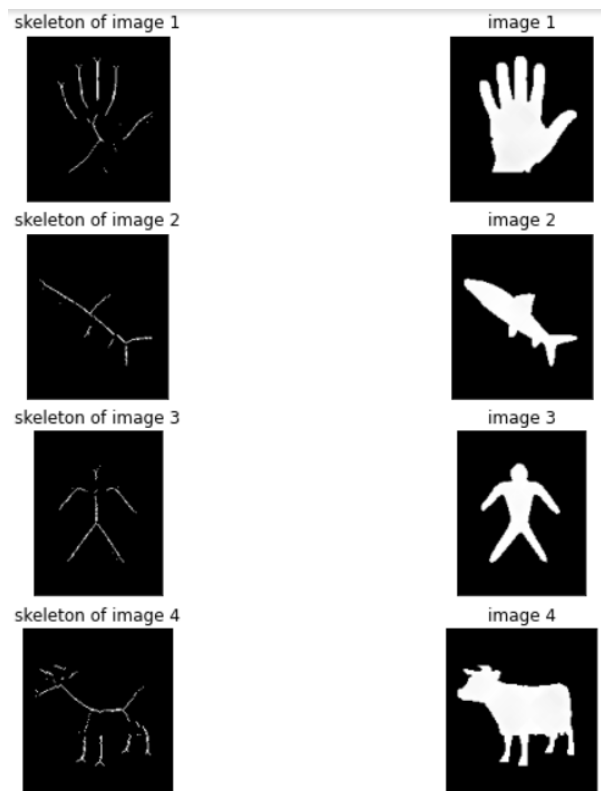 skeleton of image 1
image 1
skeleton of image 2
image 2
skeleton of image 3
image 3
skeleton of image 4
image 4